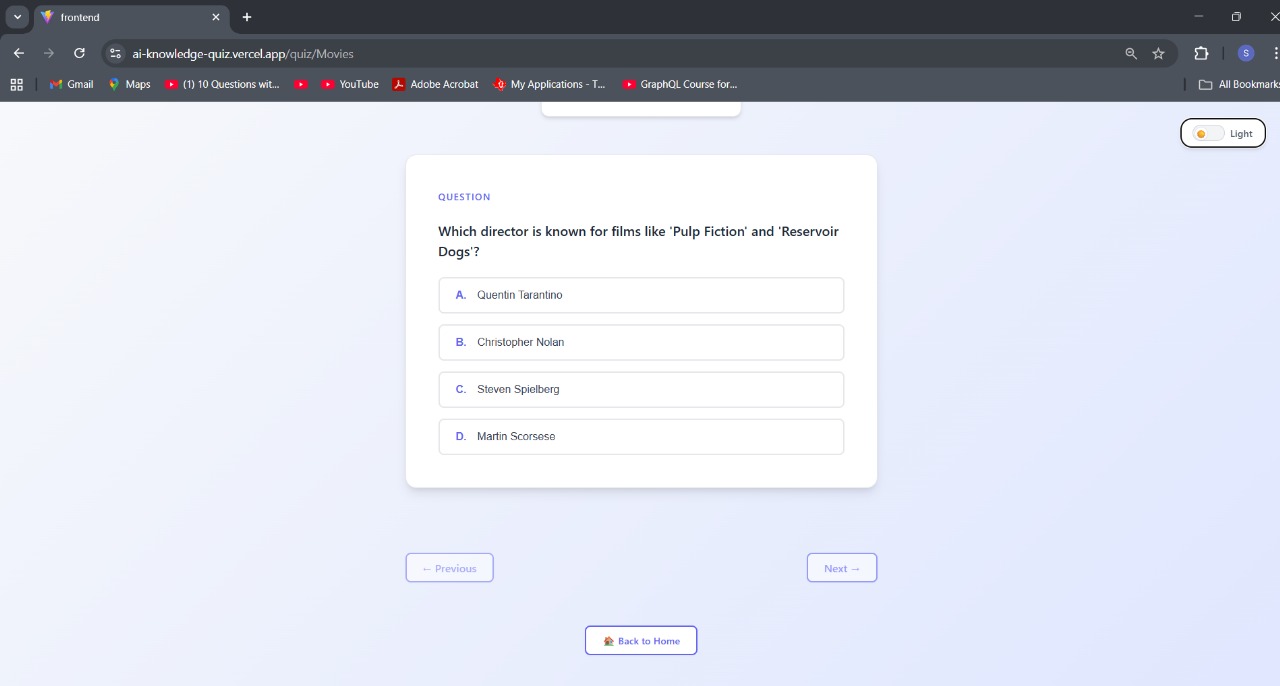 frontend
ai-knowledge-quiz.vercel.app/quiz/Movies
S
Gmail
Maps
(1) 10 Questions wit...
YouTube
Adobe Acrobat
My Applications - T...
GraphQL Course for...
All Bookmarks
Light
QUESTION
Which director is known for films like 'Pulp Fiction' and 'Reservoir
Dogs'?
A. Quentin Tarantino
B. Christopher Nolan
C. Steven Spielberg
D. Martin Scorsese
← Previous
Next →
Back to Home